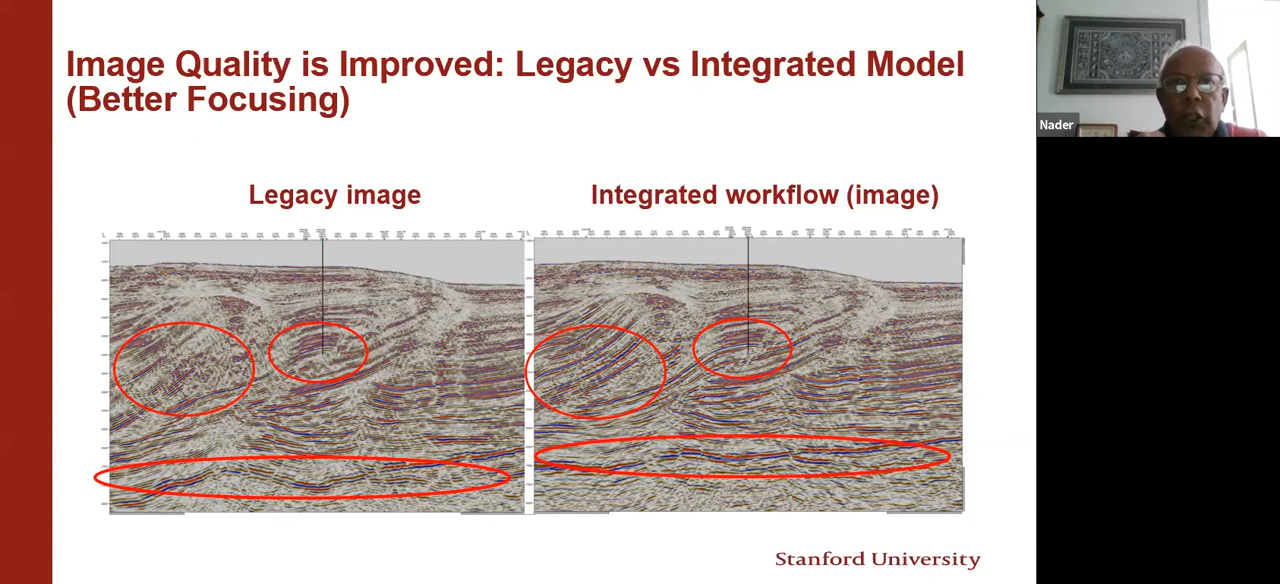 Image Quality is Improved: Legacy vs Integrated Model
(Better Focusing)
Legacy image
Integrated workflow (image)
Stanford University
Nader